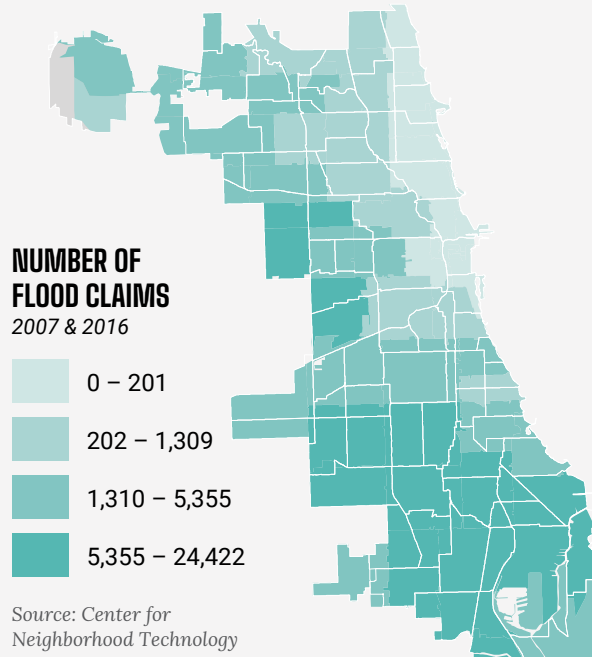 NUMBER OF
FLOOD CLAIMS
2007 & 2016
0 – 201
202 – 1,309
1,310 – 5,355
5,355 – 24,422
Source: Center for
Neighborhood Technology